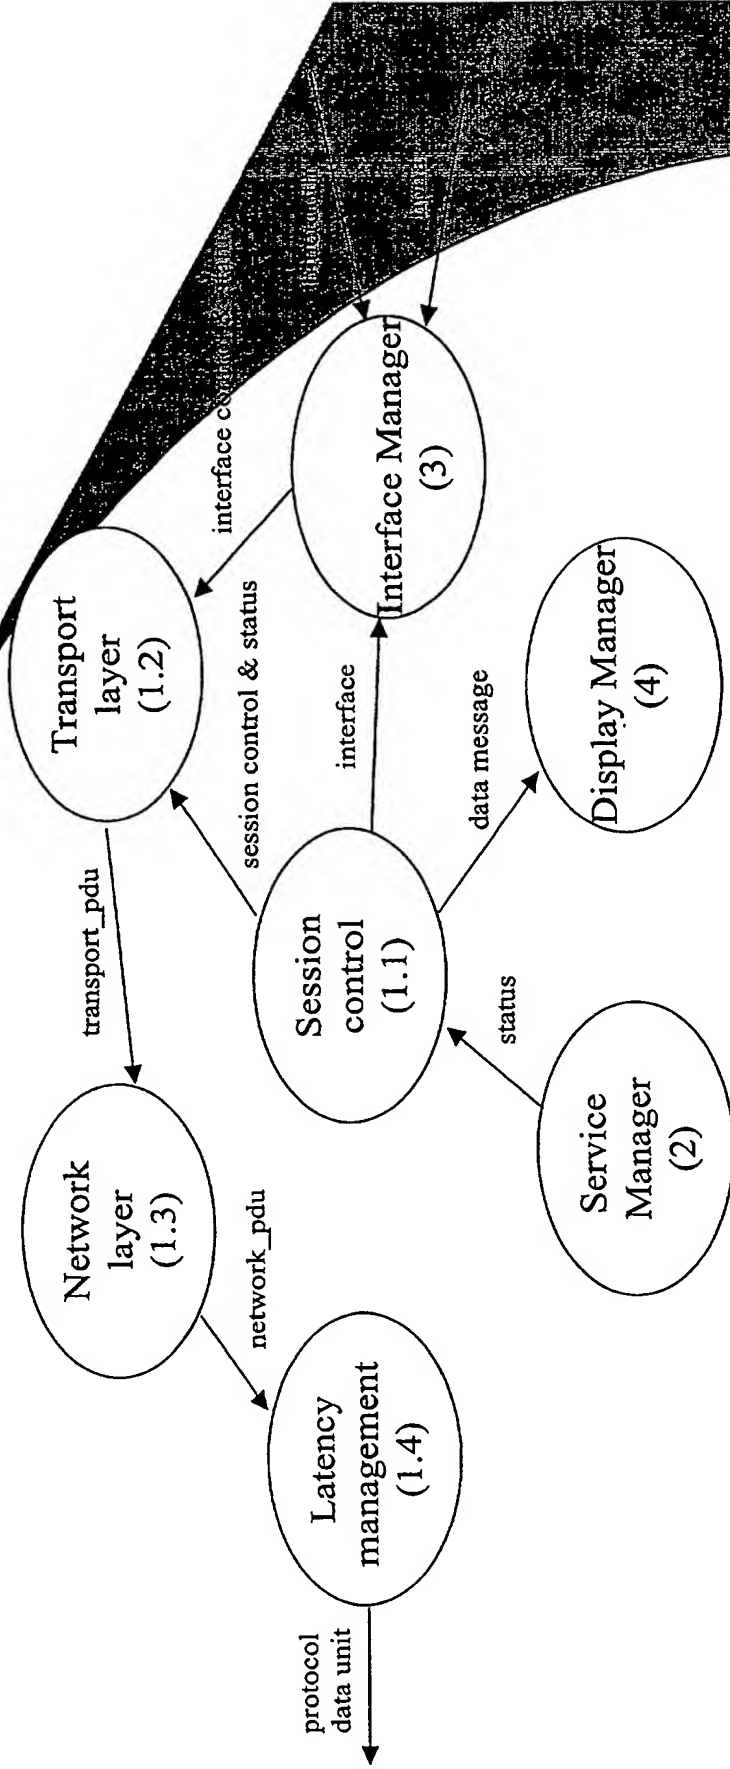 Network
layer
(1.3)
transport_pdu
Transport
layer
(1.2)
interface
network_pdu
session control & status
protocol
data unit
Latency
management
(1.4)
Session
control
(1.1)
interface
Interface Manager
(3)
status
data message
Service
Manager
(2)
Display Manager
(4)